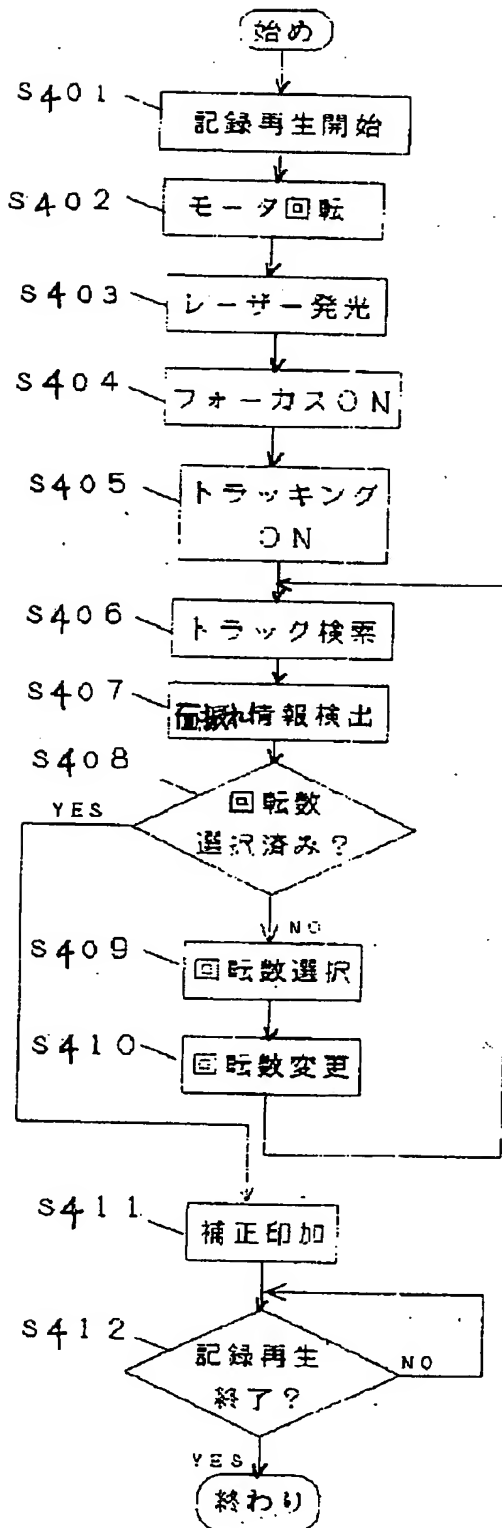 始め
S401
記録再生開始
S402
モータ回転
S403
レーザー発光
S404
フォーカスON
S405
トラッキング
ON
S406
トラック検索
S407
面振れ情報検出
S408
YES
回転数
選択済み?
NO
S409
回転数選択
S410
回転数変更
S411
補正印加
S412
記録再生
終了?
NO
YES
終わり